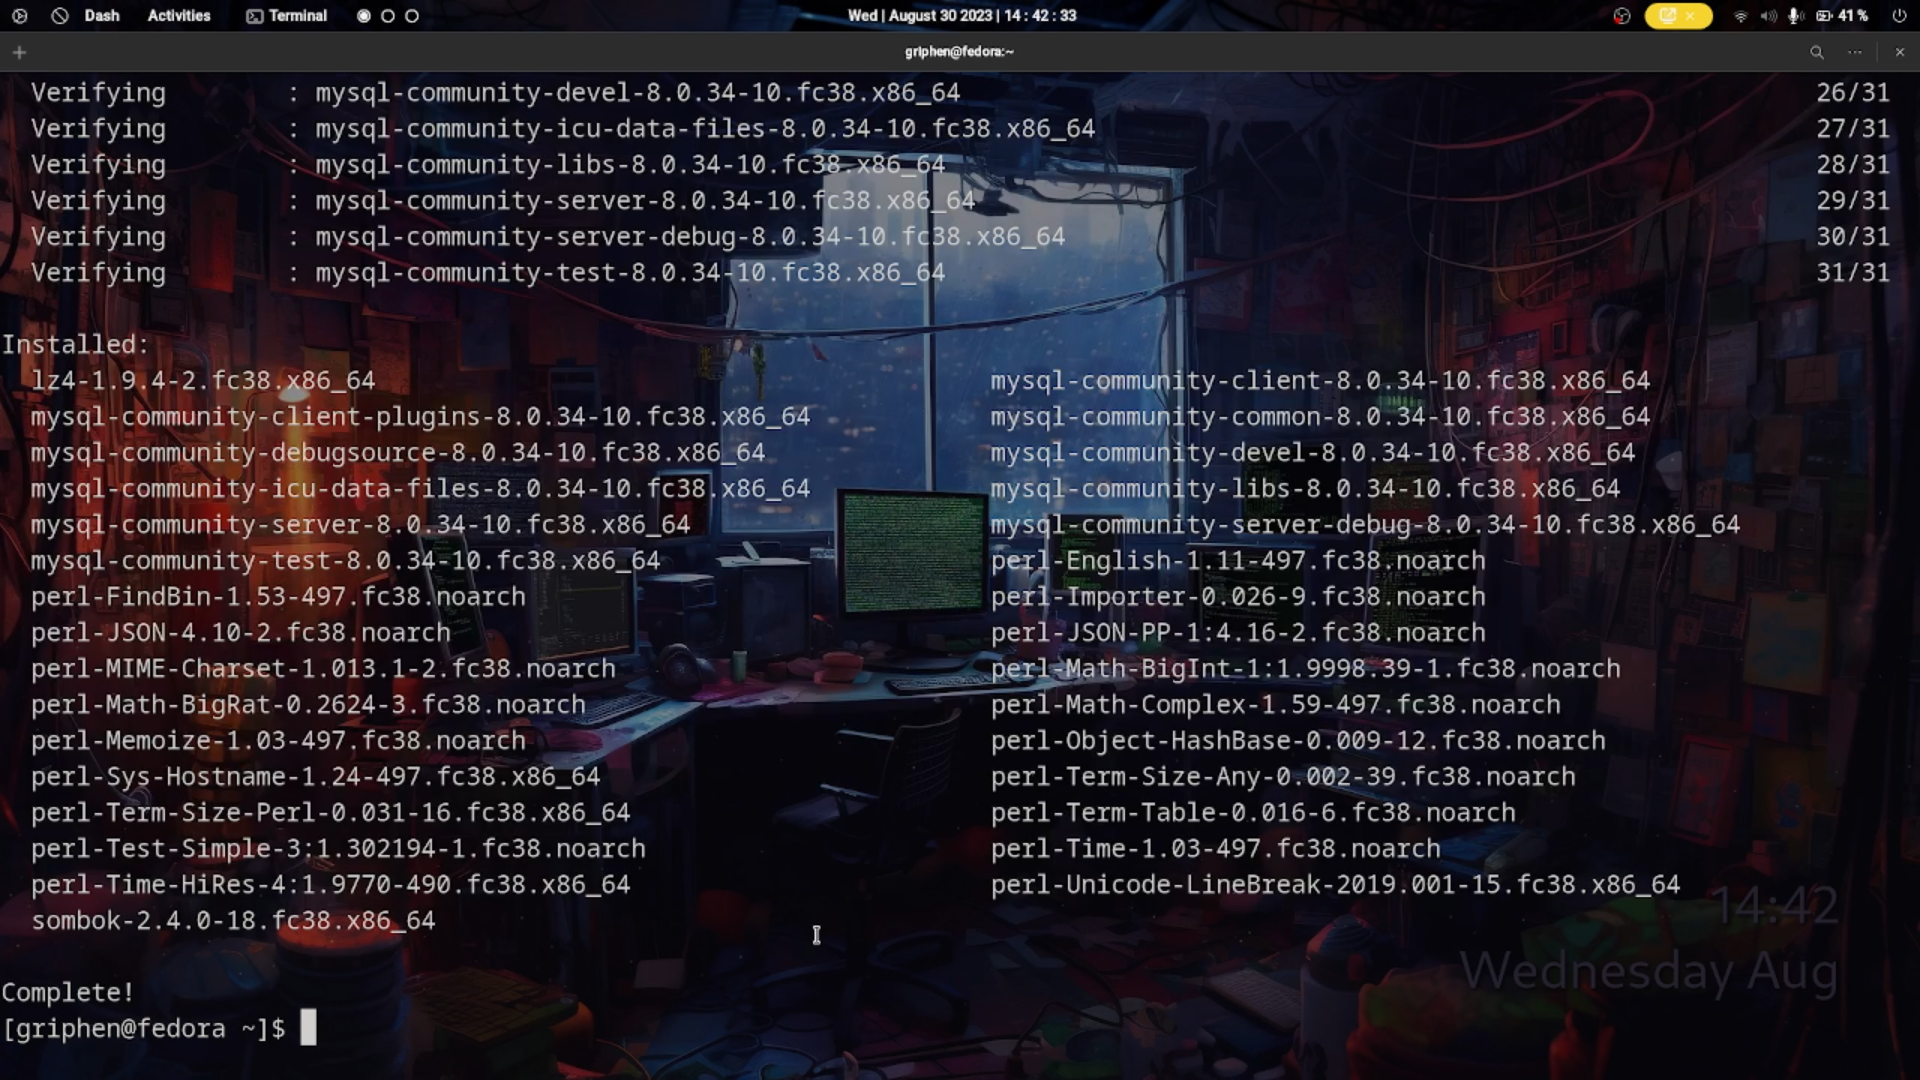 Dash Activities Terminal Wed | August 30 2023 | 14 : 42 : 33 41 %
griphen@fedora:~
Verifying : mysql-community-devel-8.0.34-10.fc38.x86_64 26/31
Verifying : mysql-community-icu-data-files-8.0.34-10.fc38.x86_64 27/31
Verifying : mysql-community-libs-8.0.34-10.fc38.x86_64 28/31
Verifying : mysql-community-server-8.0.34-10.fc38.x86_64 29/31
Verifying : mysql-community-server-debug-8.0.34-10.fc38.x86_64 30/31
Verifying : mysql-community-test-8.0.34-10.fc38.x86_64 31/31
Installed:
lz4-1.9.4-2.fc38.x86_64 mysql-community-client-8.0.34-10.fc38.x86_64
mysql-community-client-plugins-8.0.34-10.fc38.x86_64 mysql-community-common-8.0.34-10.fc38.x86_64
mysql-community-debugsource-8.0.34-10.fc38.x86_64 mysql-community-devel-8.0.34-10.fc38.x86_64
mysql-community-icu-data-files-8.0.34-10.fc38.x86_64 mysql-community-libs-8.0.34-10.fc38.x86_64
mysql-community-server-8.0.34-10.fc38.x86_64 mysql-community-server-debug-8.0.34-10.fc38.x86_64
mysql-community-test-8.0.34-10.fc38.x86_64 perl-English-1.11-497.fc38.noarch
perl-FindBin-1.53-497.fc38.noarch perl-Importer-0.026-9.fc38.noarch
perl-JSON-4.10-2.fc38.noarch perl-JSON-PP-1:4.16-2.fc38.noarch
perl-MIME-Charset-1.013.1-2.fc38.noarch perl-Math-BigInt-1:1.9998.39-1.fc38.noarch
perl-Math-BigRat-0.2624-3.fc38.noarch perl-Math-Complex-1.59-497.fc38.noarch
perl-Memoize-1.03-497.fc38.noarch perl-Object-HashBase-0.009-12.fc38.noarch
perl-Sys-Hostname-1.24-497.fc38.x86_64 perl-Term-Size-Any-0.002-39.fc38.noarch
perl-Term-Size-Perl-0.031-16.fc38.x86_64 perl-Term-Table-0.016-6.fc38.noarch
perl-Test-Simple-3:1.302194-1.fc38.noarch perl-Time-1.03-497.fc38.noarch
perl-Time-HiRes-4:1.9770-490.fc38.x86_64 perl-Unicode-LineBreak-2019.001-15.fc38.x86_64
sombok-2.4.0-18.fc38.x86_64
14:42
Wednesday Aug
Complete!
[griphen@fedora ~]$